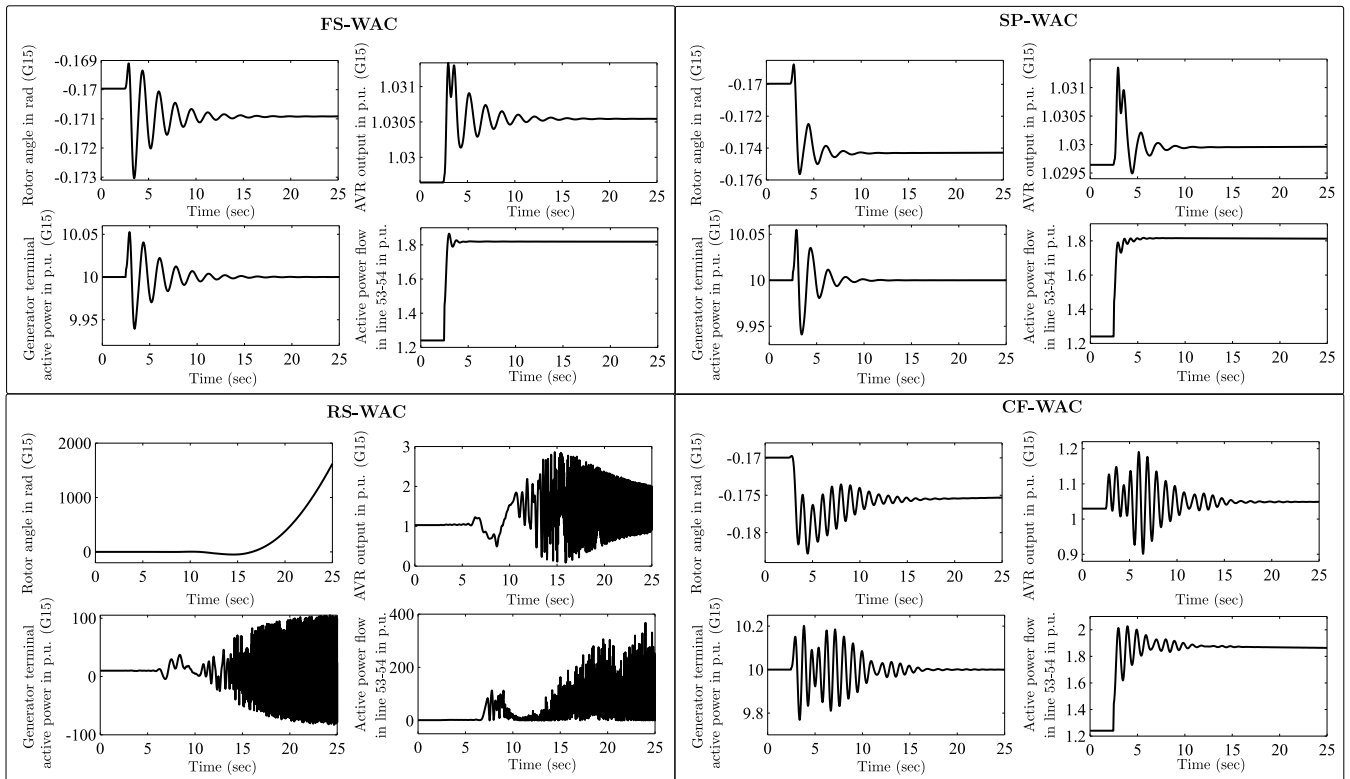 FS-WAC
Rotor angle in rad (G15)
-0.169
-0.17
-0.171
-0.172
-0.173
0 5 10 15 20 25
Time (sec)
AVR output in p.u. (G15)
1.031
1.0305
1.03
0 5 10 15 20 25
Time (sec)
Generator terminal
active power in p.u. (G15)
10.05
10
9.95
0 5 10 15 20 25
Time (sec)
Active power flow
in line 53-54 in p.u.
1.8
1.6
1.4
1.2
0 5 10 15 20 25
Time (sec)
SP-WAC
Rotor angle in rad (G15)
-0.17
-0.172
-0.174
-0.176
0 5 10 15 20 25
Time (sec)
AVR output in p.u. (G15)
1.031
1.03
1.03
1.0295
0 5 10 15 20 25
Time (sec)
Generator terminal
active power in p.u. (G15)
10.05
10
9.95
0 5 10 15 20 25
Time (sec)
Active power flow
in line 53-54 in p.u.
1.8
1.6
1.4
1.2
0 5 10 15 20 25
Time (sec)
RS-WAC
Rotor angle in rad (G15)
2000
1000
0
0 5 10 15 20 25
Time (sec)
AVR output in p.u. (G15)
3
2
1
0
0 5 10 15 20 25
Time (sec)
Generator terminal
active power in p.u. (G15)
100
0
-100
0 5 10 15 20 25
Time (sec)
Active power flow
in line 53-54 in p.u.
400
200
0
0 5 10 15 20 25
Time (sec)
CF-WAC
Rotor angle in rad (G15)
-0.17
-0.175
-0.18
0 5 10 15 20 25
Time (sec)
AVR output in p.u. (G15)
1.2
1.1
1
0.9
0 5 10 15 20 25
Time (sec)
Generator terminal
active power in p.u. (G15)
10.2
10
9.8
0 5 10 15 20 25
Time (sec)
Active power flow
in line 53-54 in p.u.
2
1.8
1.6
1.4
1.2
0 5 10 15 20 25
Time (sec)